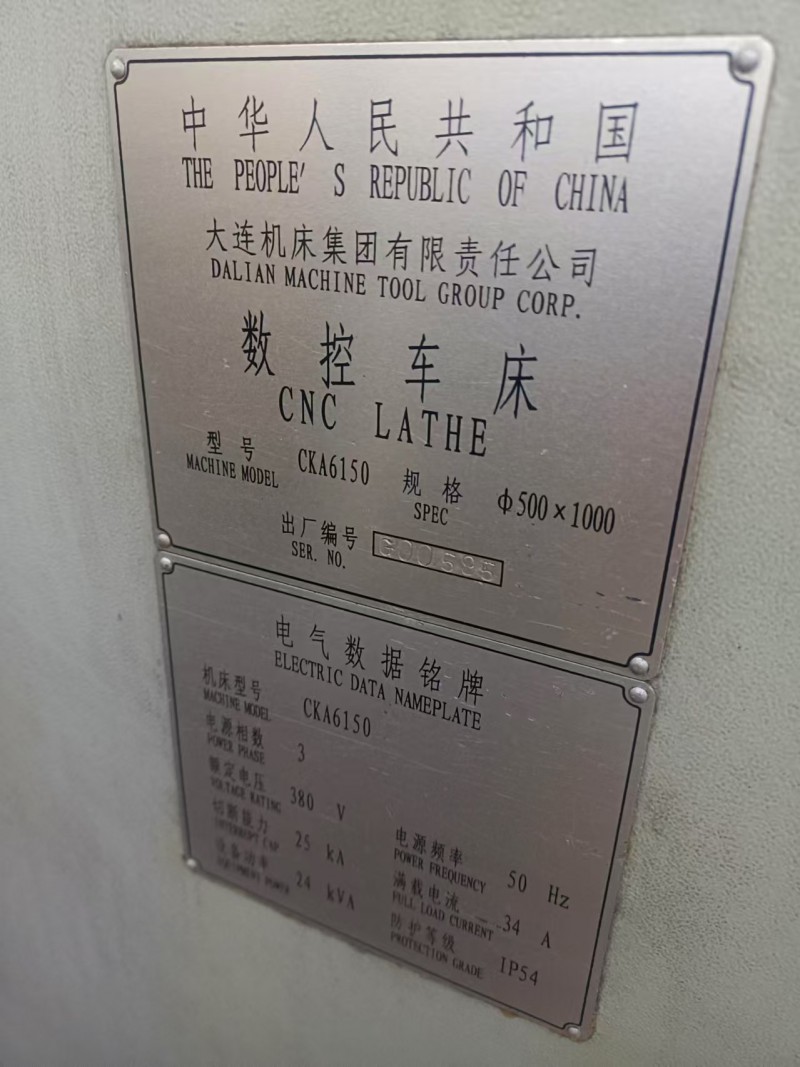 中华人民共和国
THE PEOPLE'S REPUBLIC OF CHINA
大连机床集团有限责任公司
DALIAN MACHINE TOOL GROUP CORP.
数控车床
CNC LATHE
型号 CKA6150 规格 φ500×1000
MACHINE MODEL SPEC
出厂编号 G00525
SER. NO.
电气数据铭牌
ELECTRIC DATA NAMEPLATE
机床型号 CKA6150
MACHINE MODEL
电源相数 3
POWER PHASE
额定电压 380 V
VOLTAGE RATING
切断能力 25 kA
INTERRUPT CAP
设备功率 24 kVA
EQUIPMENT POWER
电源频率 50 Hz
POWER FREQUENCY
满载电流 34 A
FULL LOAD CURRENT
防护等级 IP54
PROTECTION GRADE